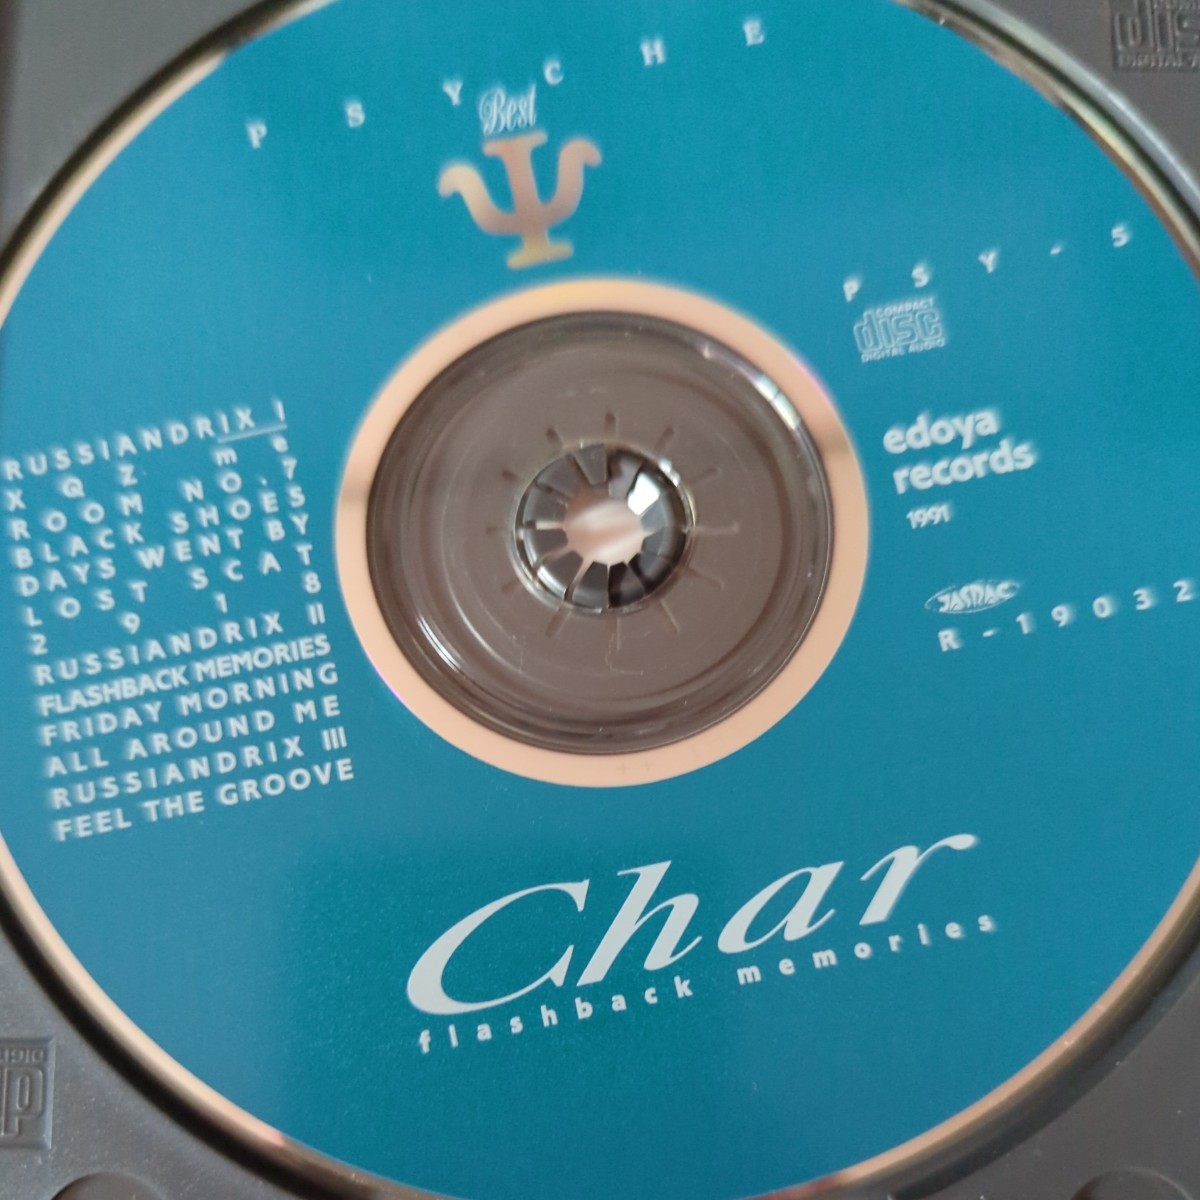 PSYCHE
Best
Ψ
PSY-5
COMPACT
disc
DIGITAL AUDIO
edoya
records
1991
JASRAC
R-19032
RUSSIANDRIX I
XQZ me
ROOM NO.7
BLACK SHOES
DAYS WENT BY
LOST SCAT
2918
RUSSIANDRIX II
FLASHBACK MEMORIES
FRIDAY MORNING
ALL AROUND ME
RUSSIANDRIX III
FEEL THE GROOVE
Char
flashback memories